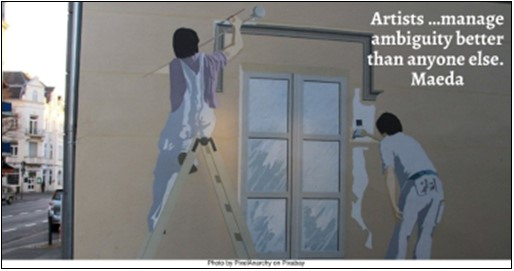 Artists ...manage
ambiguity better
than anyone else.
Maeda
Photo by PixelAnarchy on Pixabay